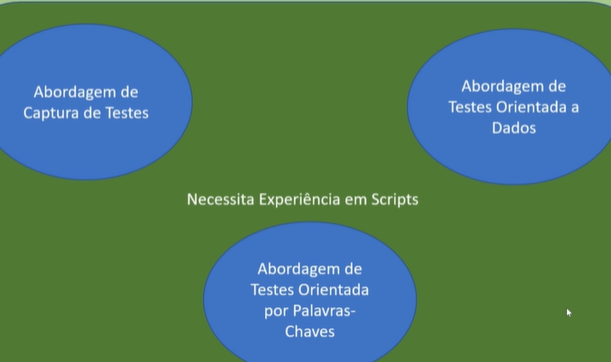 Abordagem de
Captura de Testes
Abordagem de
Testes Orientada a
Dados
Necessita Experiência em Scripts
Abordagem de
Testes Orientada
por Palavras-
Chaves